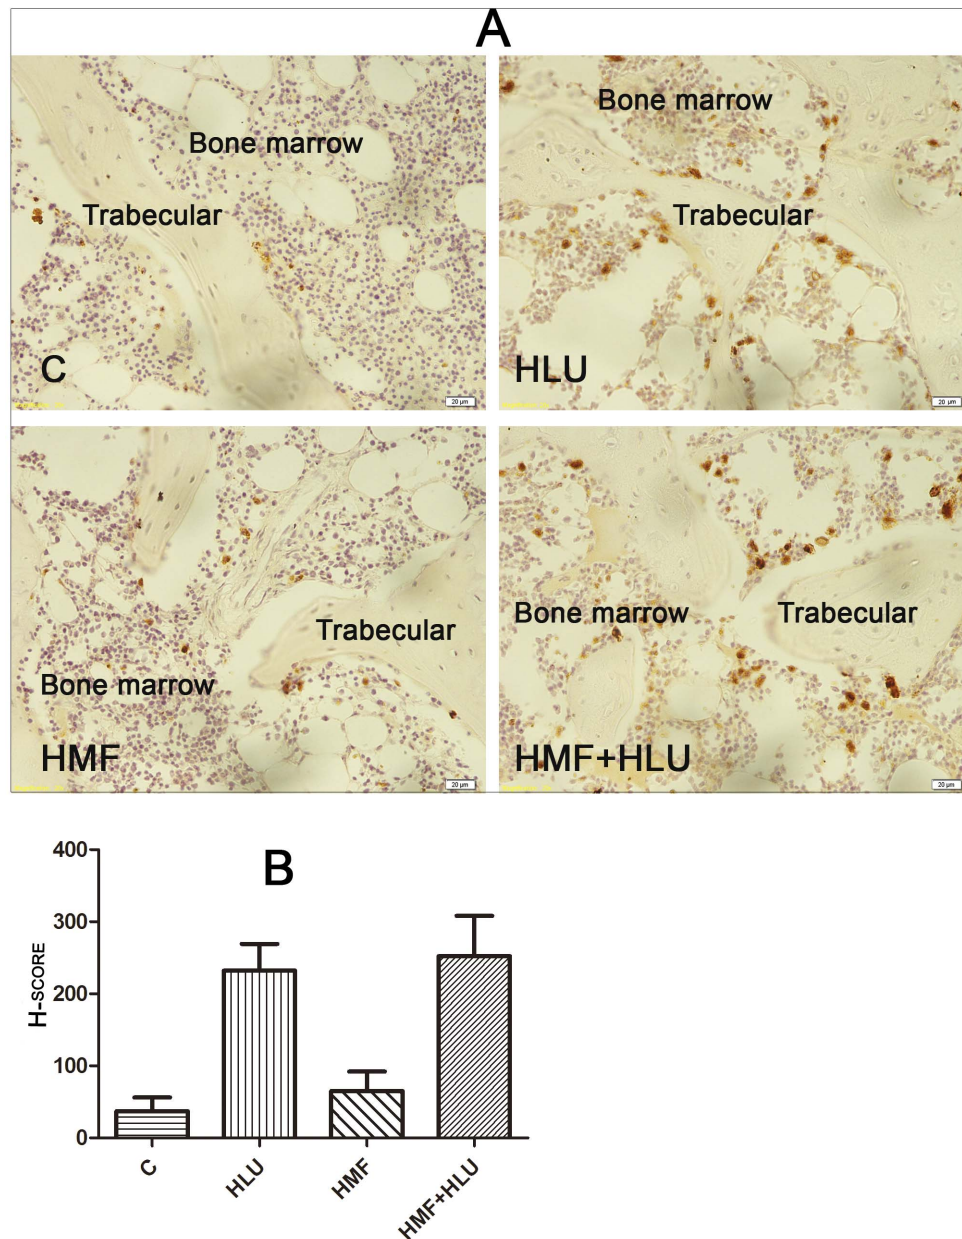 A
Bone marrow
Trabecular
C
20 µm
Bone marrow
Trabecular
HLU
20 µm
Trabecular
Bone marrow
HMF
20 µm
Bone marrow
Trabecular
HMF+HLU
20 µm
B
H-SCORE
400
300
200
100
0
C
HLU
HMF
HMF+HLU